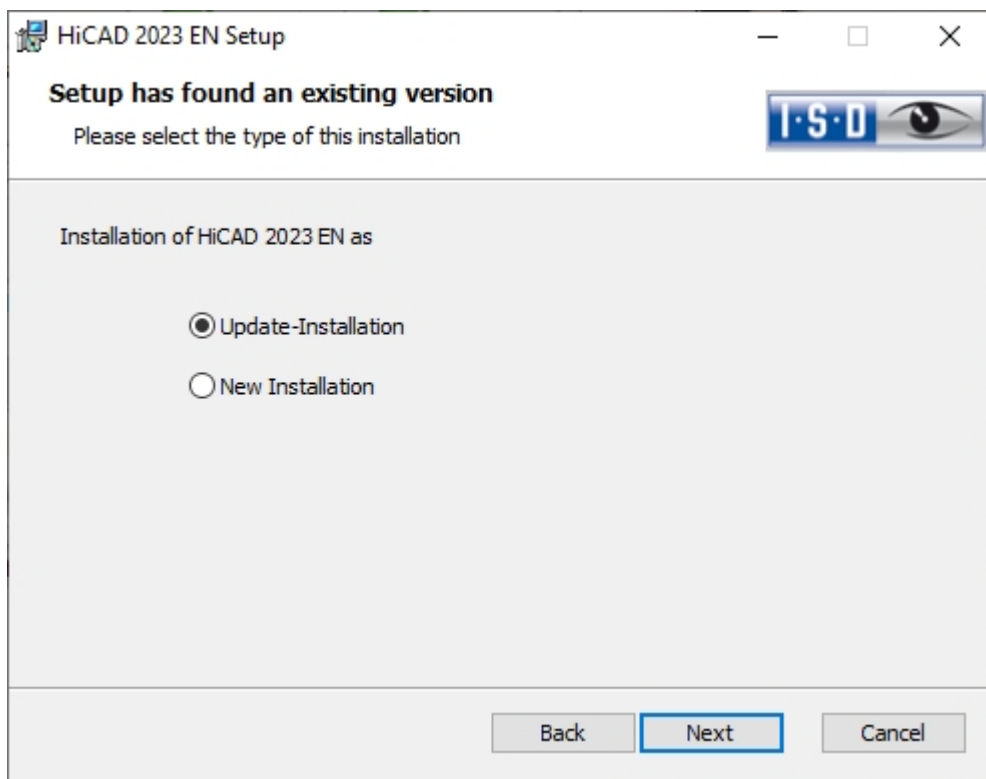 HiCAD 2023 EN Setup
Setup has found an existing version
Please select the type of this installation
I·S·D
Installation of HiCAD 2023 EN as
Update-Installation
New Installation
Back Next Cancel